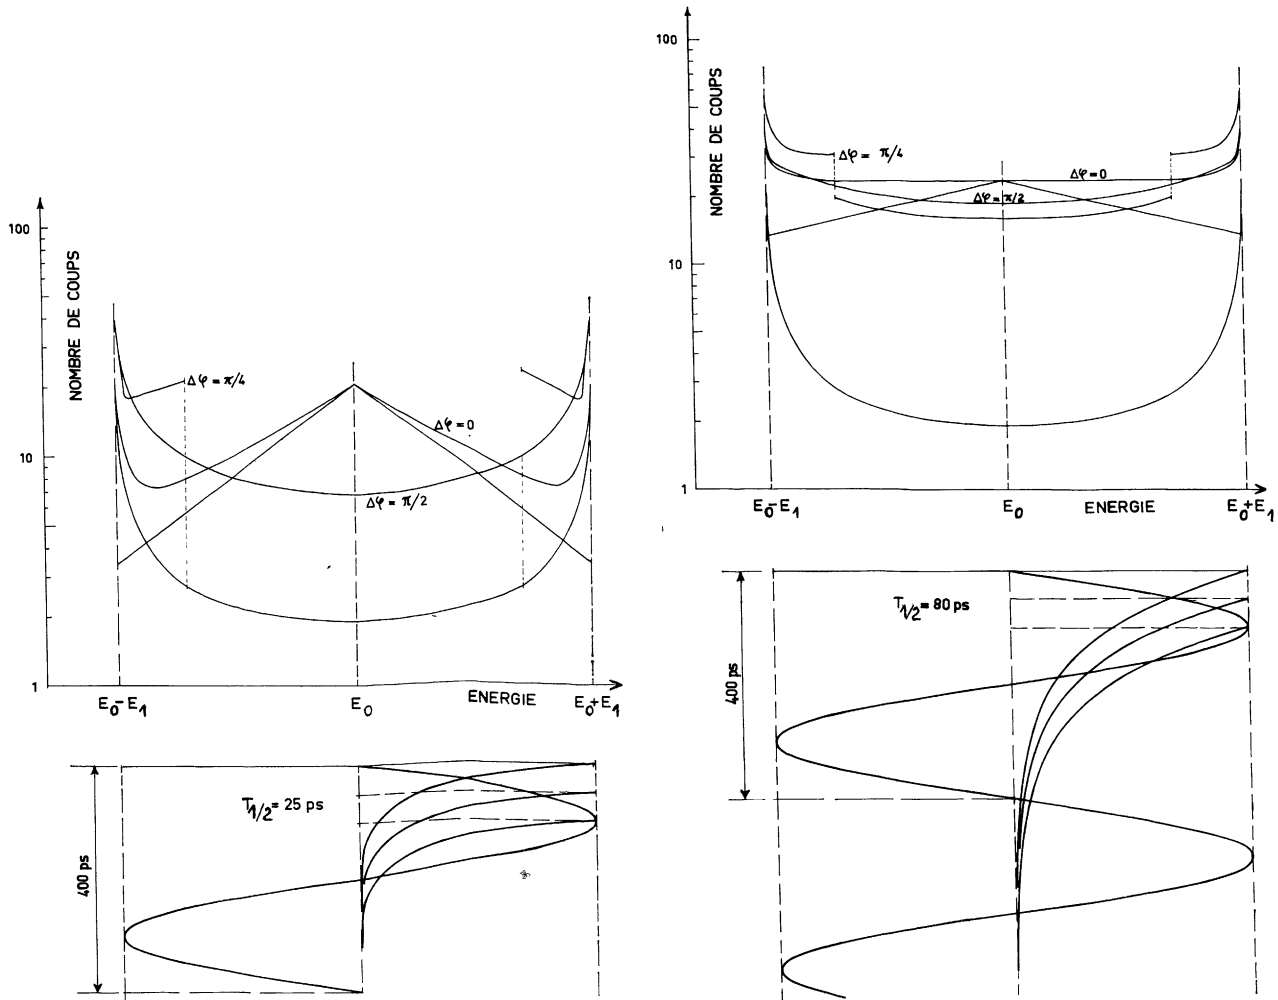 100
NOMBRE DE COUPS
Δφ = π/4
Δφ=0
10
Δφ = π/2
1
E₀-E₁
E₀
ENERGIE
E₀+E₁
T1/2= 25 ps
400 ps
100
NOMBRE DE COUPS
Δφ = π/4
Δφ=0
Δφ=π/2
10
1
E₀-E₁
E₀
ENERGIE
E₀+E₁
T1/2= 80 ps
400 ps